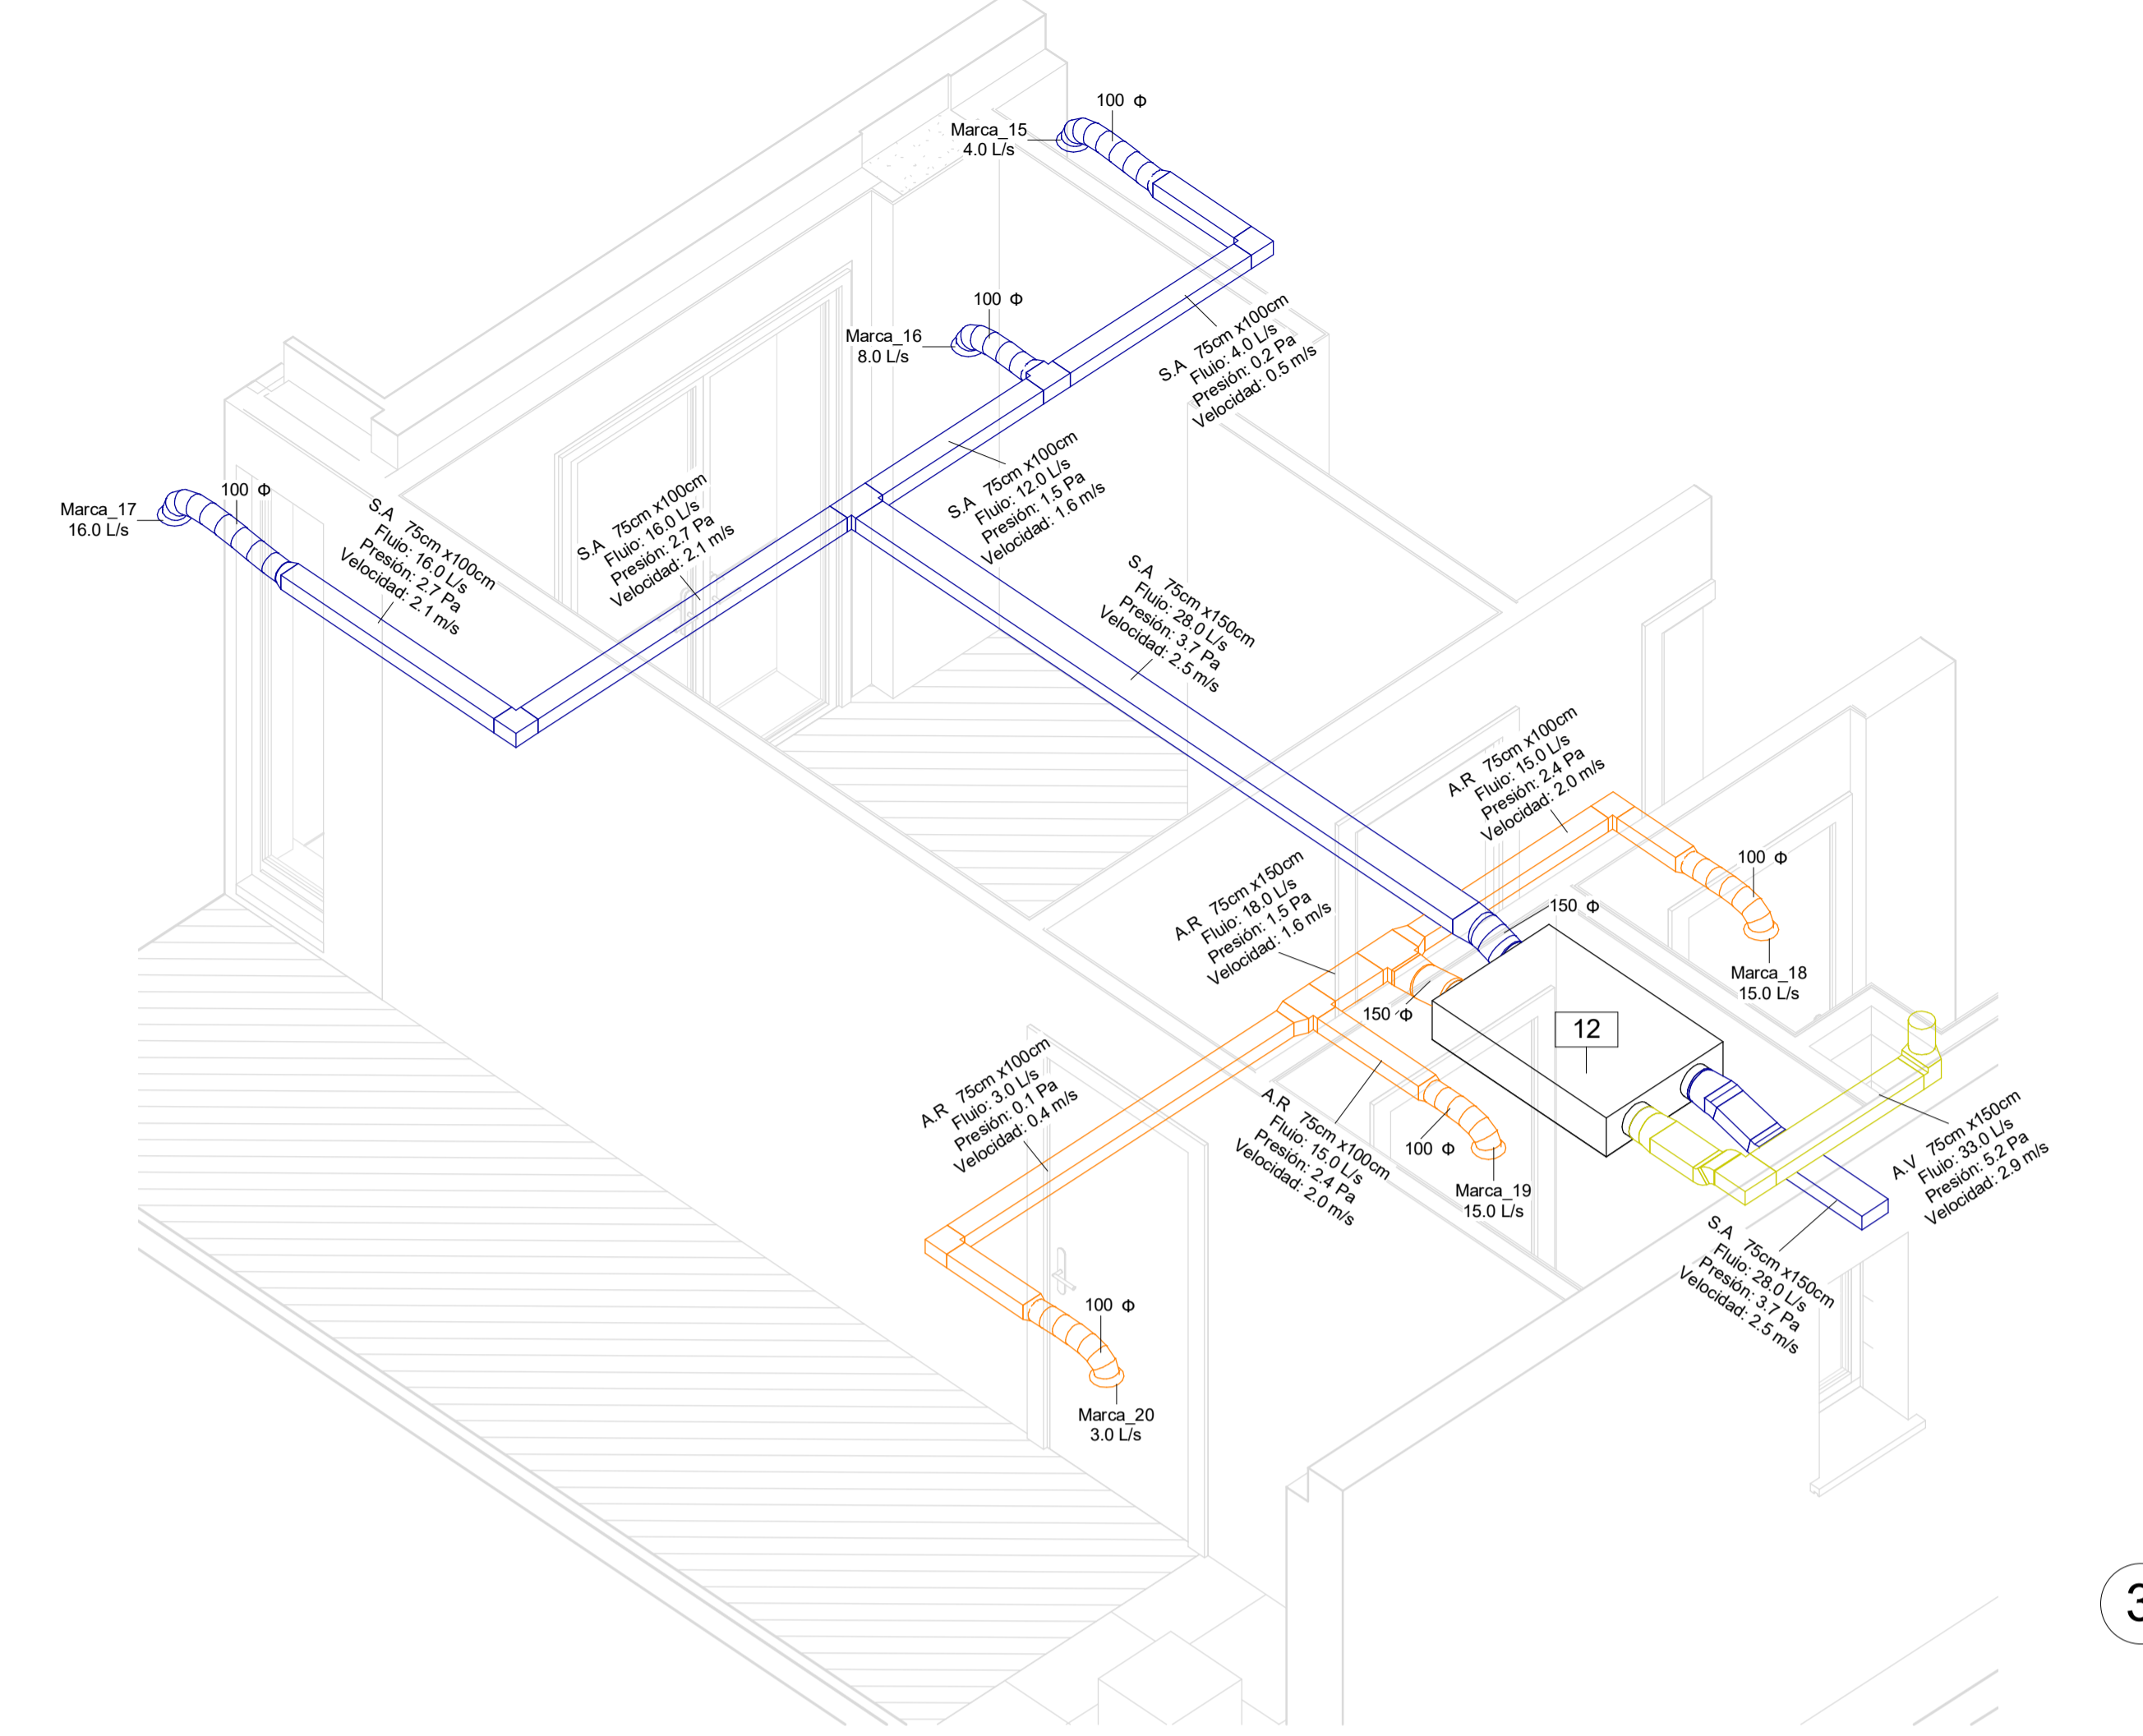 100 Φ
Marca_15
4.0 L/s
100 Φ
Marca_16
8.0 L/s
S.A 75cm x100cm
Fluio: 4.0 L/s
Presión: 0.2 Pa
Velocidad: 0.5 m/s
100 Φ
Marca_17
16.0 L/s
S.A 75cm x100cm
Fluio: 16.0 L/s
Presión: 2.7 Pa
Velocidad: 2.1 m/s
S.A 75cm x100cm
Fluio: 16.0 L/s
Presión: 2.7 Pa
Velocidad: 2.1 m/s
S.A 75cm x100cm
Fluio: 12.0 L/s
Presión: 1.5 Pa
Velocidad: 1.6 m/s
S.A 75cm x150cm
Fluio: 28.0 L/s
Presión: 3.7 Pa
Velocidad: 2.5 m/s
A.R 75cm x100cm
Fluio: 15.0 L/s
Presión: 2.4 Pa
Velocidad: 2.0 m/s
100 Φ
Marca_18
15.0 L/s
150 Φ
A.R 75cm x150cm
Fluio: 18.0 L/s
Presión: 1.5 Pa
Velocidad: 1.6 m/s
150 Φ
12
A.R 75cm x100cm
Fluio: 3.0 L/s
Presión: 0.1 Pa
Velocidad: 0.4 m/s
A.R 75cm x100cm
Fluio: 15.0 L/s
Presión: 2.4 Pa
Velocidad: 2.0 m/s
100 Φ
Marca_19
15.0 L/s
A.V 75cm x150cm
Fluio: 33.0 L/s
Presión: 5.2 Pa
Velocidad: 2.9 m/s
S.A 75cm x150cm
Fluio: 28.0 L/s
Presión: 3.7 Pa
Velocidad: 2.5 m/s
100 Φ
Marca_20
3.0 L/s
3